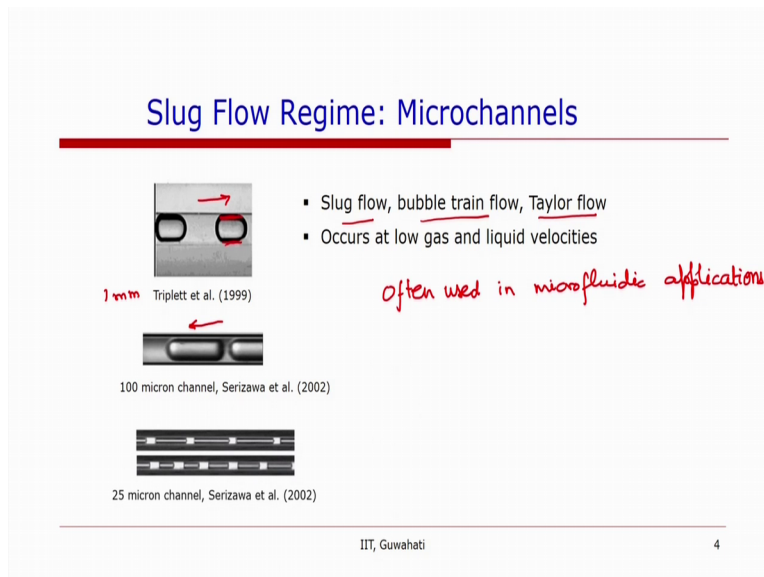 Slug Flow Regime: Microchannels
▪ Slug flow, bubble train flow, Taylor flow
▪ Occurs at low gas and liquid velocities
Often used in microfluidic applications
1 mm Triplett et al. (1999)
100 micron channel, Serizawa et al. (2002)
25 micron channel, Serizawa et al. (2002)
IIT, Guwahati
4